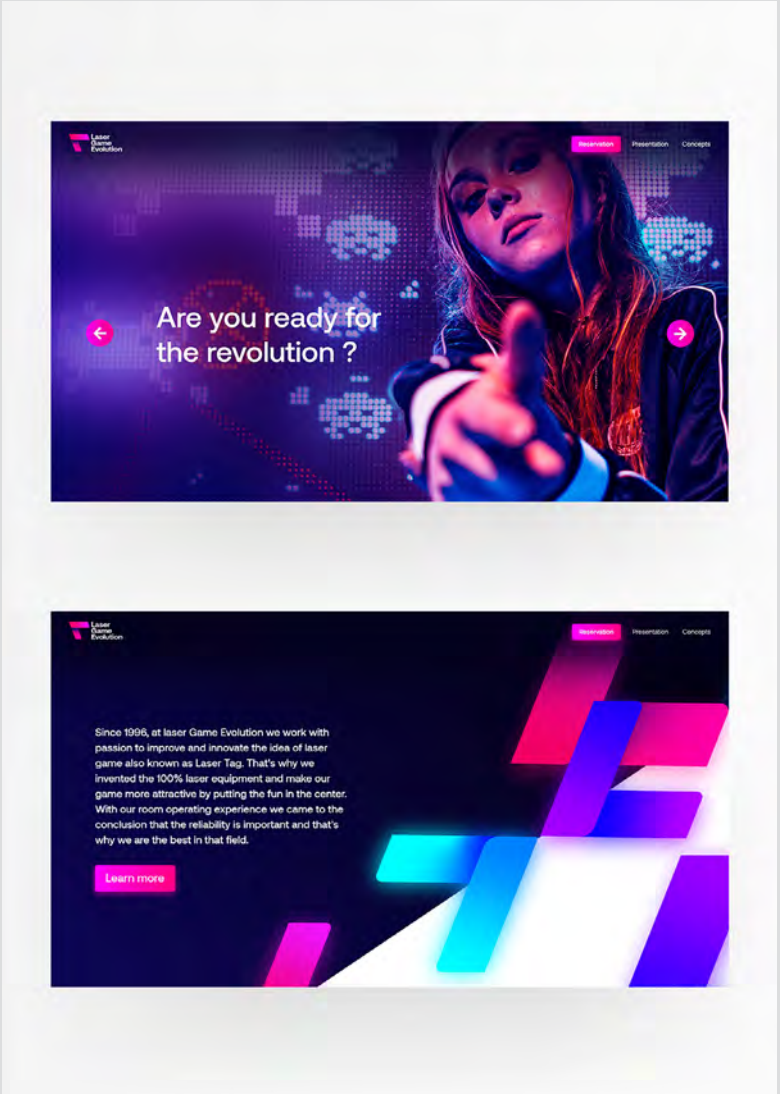 Laser
Game
Evolution
Reservation Presentation Concepts
Are you ready for
the revolution ?
Laser
Game
Evolution
Reservation Presentation Concepts
Since 1996, at laser Game Evolution we work with
passion to improve and innovate the idea of laser
game also known as Laser Tag. That's why we
invented the 100% laser equipment and make our
game more attractive by putting the fun in the center.
With our room operating experience we came to the
conclusion that the reliability is important and that's
why we are the best in that field.
Learn more